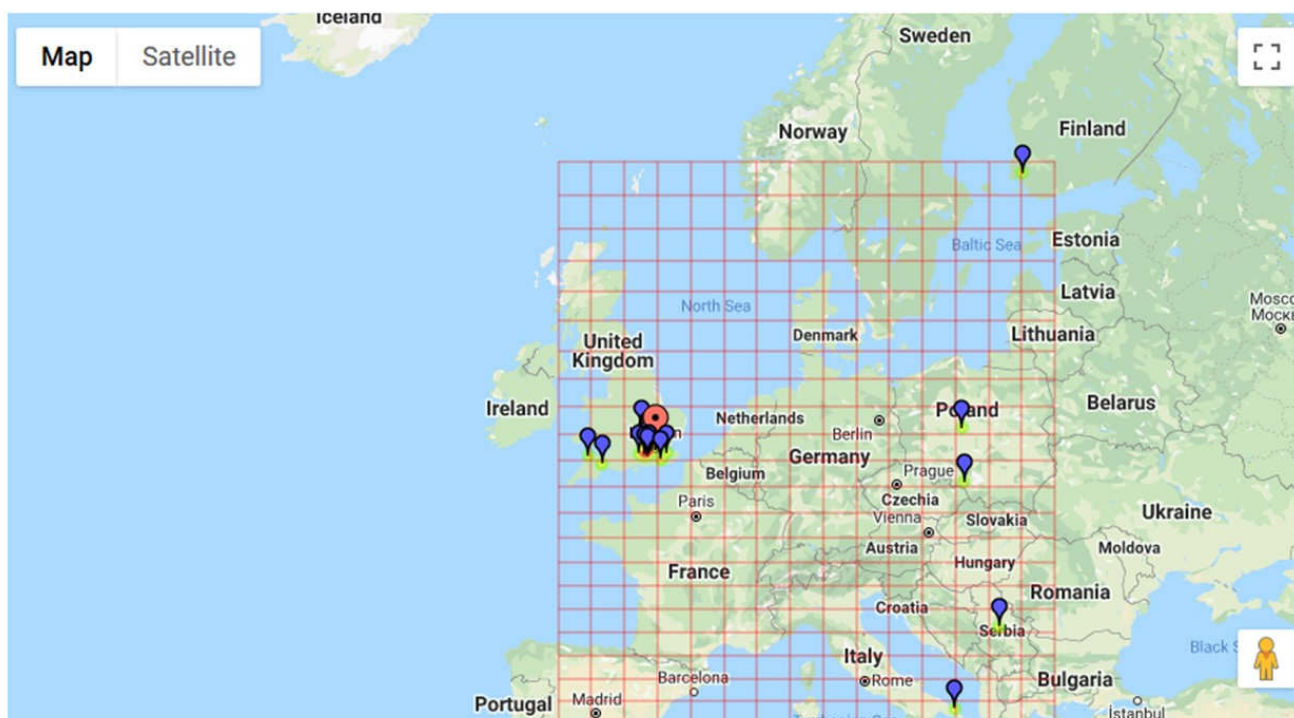 Iceland
Map
Satellite
Sweden
Norway
Finland
Baltic Sea
Estonia
North Sea
Latvia
Moscow
Москва
United
Kingdom
Denmark
Lithuania
Ireland
Netherlands
Poland
Belarus
Berlin
Germany
Belgium
Prague
Paris
Czechia
Vienna
Slovakia
Ukraine
Austria
Moldova
Hungary
France
Romania
Croatia
Serbia
Black S
Italy
Barcelona
Rome
Bulgaria
Portugal
Madrid
İstanbul